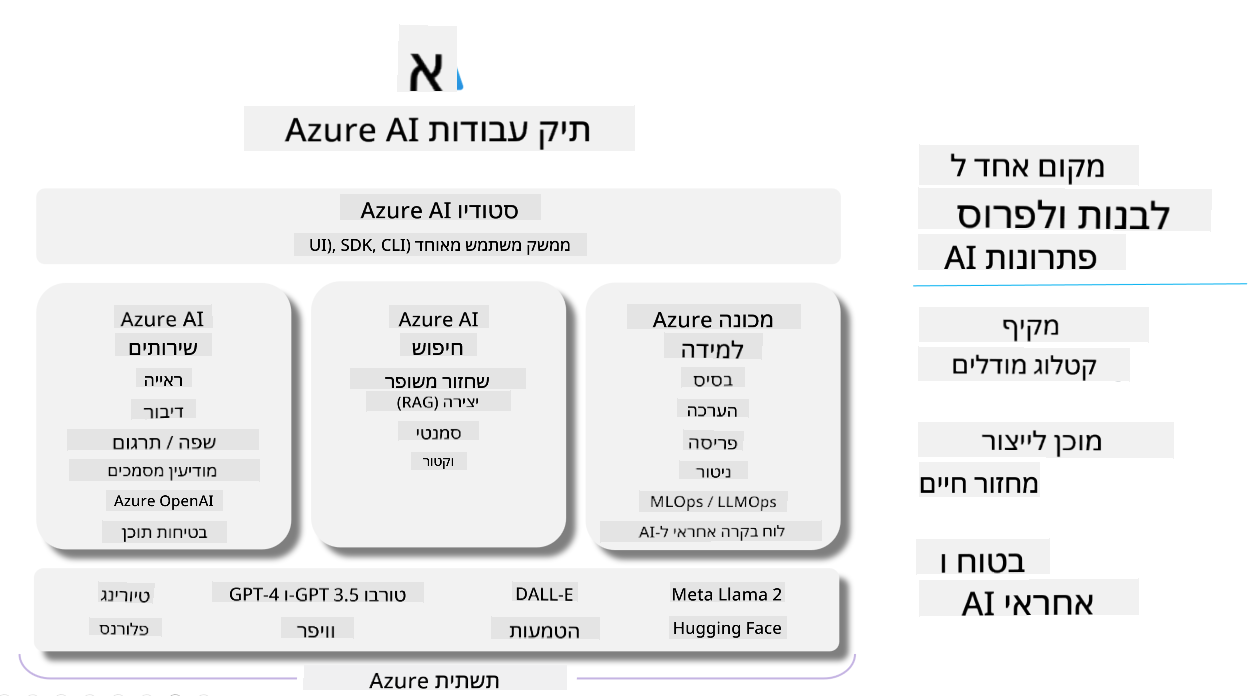 א
תיק עבודות Azure AI
סטודיו Azure AI
ממשק משתמש מאוחד (UI), SDK, CLI
Azure AI
שירותים
ראייה
דיבור
שפה / תרגום
מודיעין מסמכים
Azure OpenAI
בטיחות תוכן
Azure AI
חיפוש
שחזור משופר
יצירה (RAG)
סמנטי
וקטור
מכונה Azure
למידה
בסיס
הערכה
פריסה
ניטור
MLOps / LLMOps
לוח בקרה אחראי ל-AI
טיורינג
טורבו GPT 3.5-ו GPT-4
DALL-E
Meta Llama 2
פלורנס
וויפר
הטמעות
Hugging Face
תשתית Azure
מקום אחד ל
לבנות ולפרוס
פתרונות AI
מקיף
קטלוג מודלים
מוכן לייצור
מחזור חיים
בטוח ו
אחראי AI